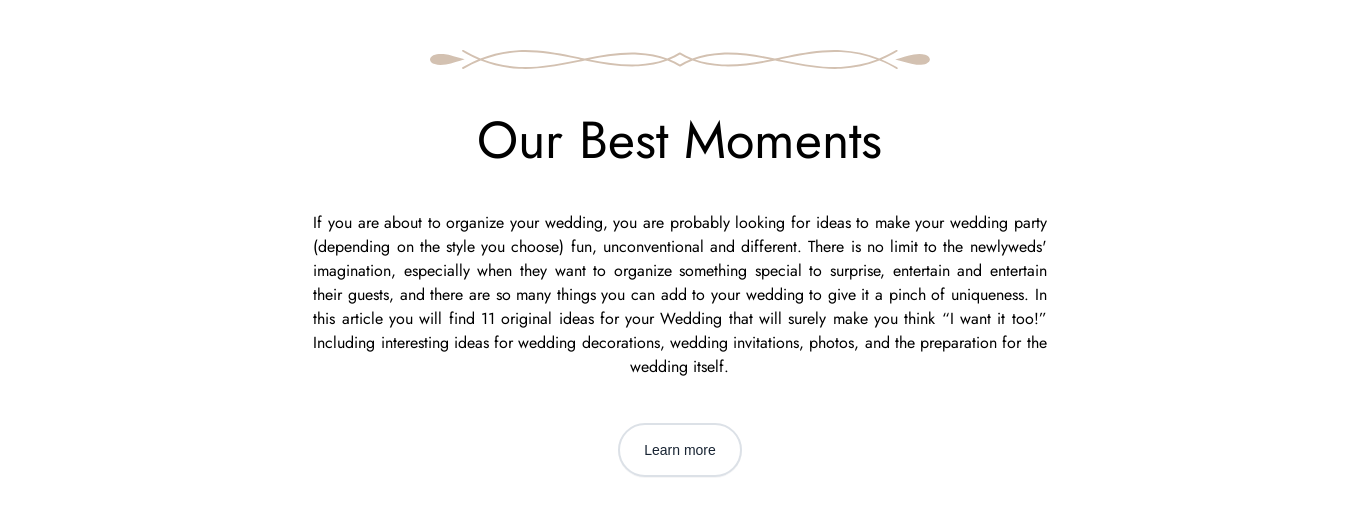 Our Best Moments
If you are about to organize your wedding, you are probably looking for ideas to make your wedding party
(depending on the style you choose) fun, unconventional and different. There is no limit to the newlyweds'
imagination, especially when they want to organize something special to surprise, entertain and entertain
their guests, and there are so many things you can add to your wedding to give it a pinch of uniqueness. In
this article you will find 11 original ideas for your Wedding that will surely make you think “I want it too!”
Including interesting ideas for wedding decorations, wedding invitations, photos, and the preparation for the
wedding itself.
Learn more